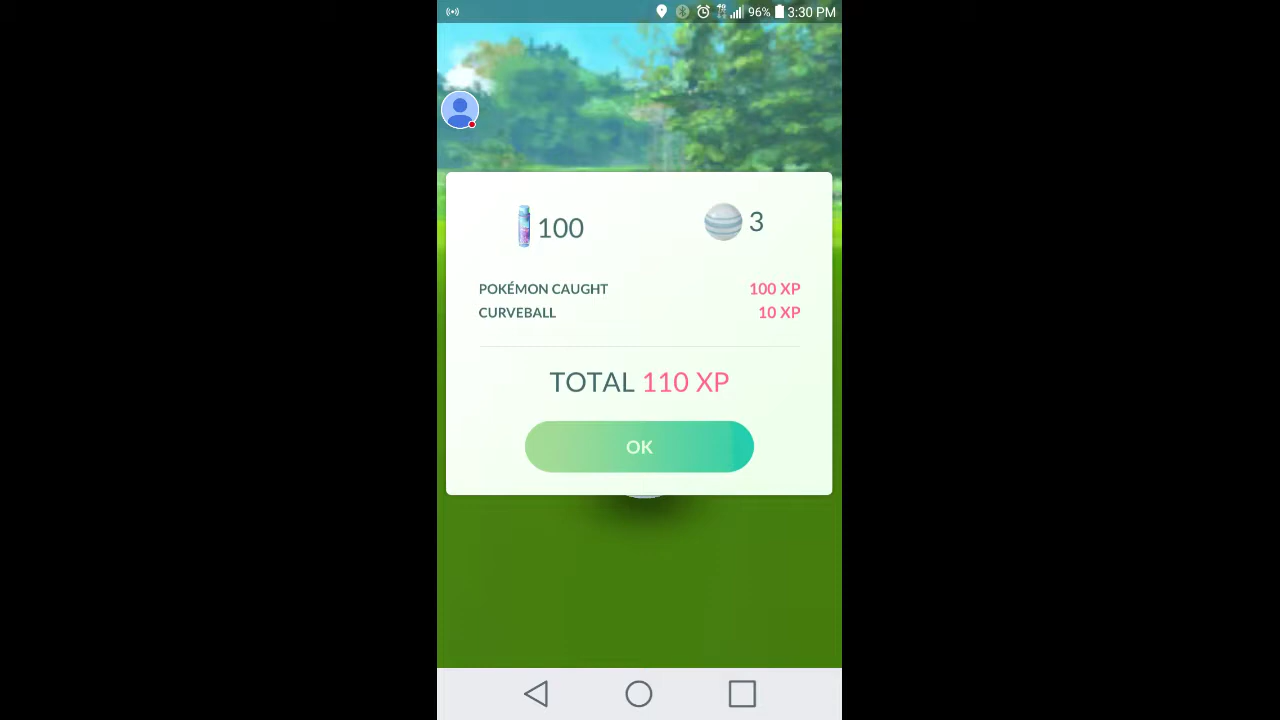 96% 3:30 PM
100 3
POKÉMON CAUGHT 100 XP
CURVEBALL 10 XP
TOTAL 110 XP
OK